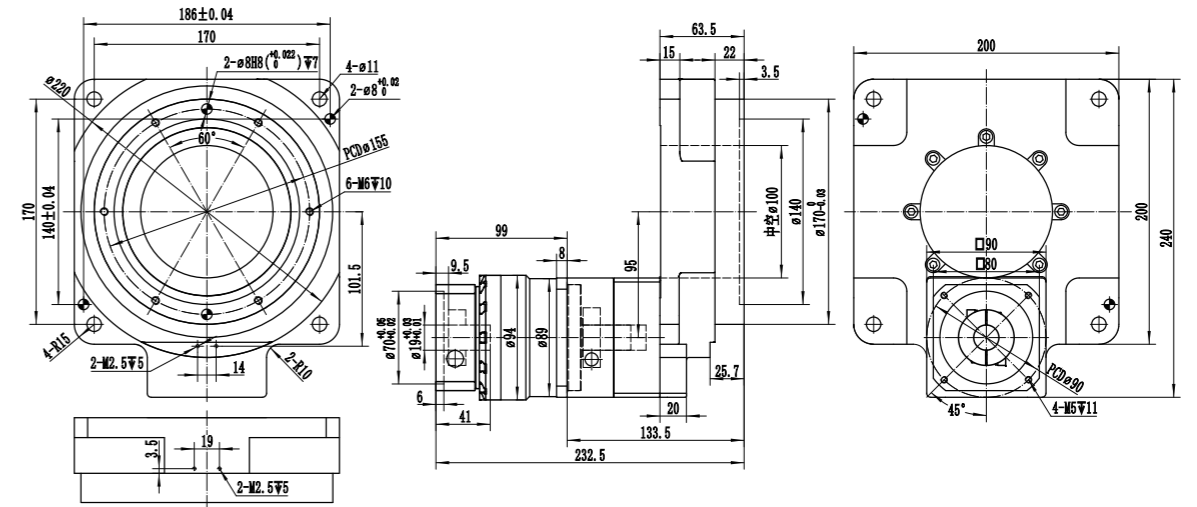 186±0.04
170
2-ø8H8(+0.022 0)↧7
4-ø11
2-ø8+0.02 0
ø220
60°
PCDø155
6-M6↧10
170
140±0.04
101.5
4-R15
2-M2.5↧5
14
2-R10
3.5
19
2-M2.5↧5
63.5
15
22
3.5
99
8
9.5
95
中空ø100
ø140
ø170 0 -0.03
ø70+0.05 +0.02
ø19+0.03 +0.01
ø94
ø89
25.7
6
41
20
133.5
232.5
200
□90
□80
200
240
PCDø90
45°
4-M5↧11